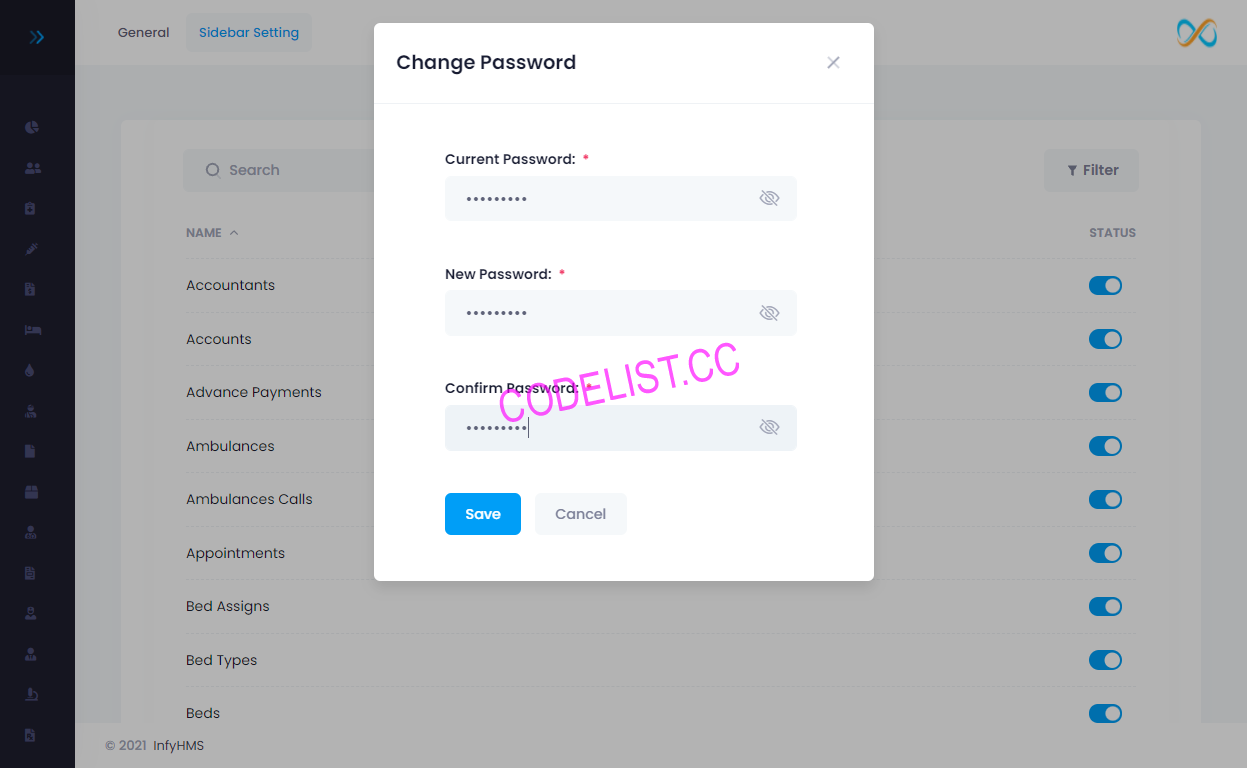 General
Sidebar Setting
Change Password
Search
Filter
NAME
STATUS
Accountants
Accounts
Advance Payments
Ambulances
Ambulances Calls
Appointments
Bed Assigns
Bed Types
Beds
Current Password: *
•••••••••
New Password: *
•••••••••
Confirm Password: *
•••••••••
CODELIST.CC
Save
Cancel
© 2021 InfyHMS